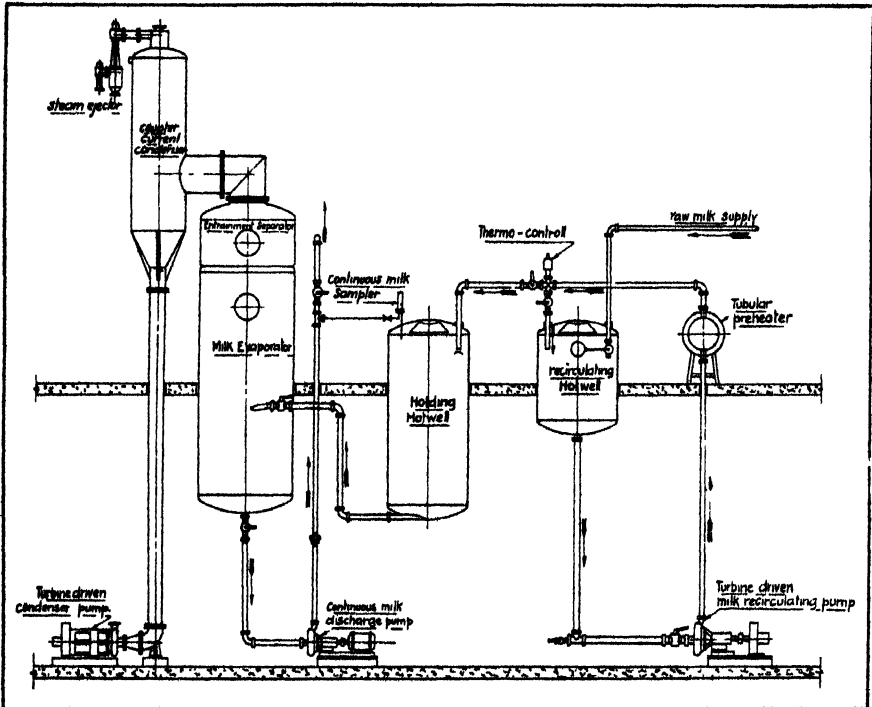 steam ejector
counter
current
condenser
Entrainment Separator
Milk Evaporator
Continuous milk
Sampler
Thermo-controll
raw milk supply
Tubular
preheater
recirculating
Hotwell
Holding
Hotwell
Turbine driven
condenser pump
Continuous milk
discharge pump
Turbine driven
milk recirculating pump